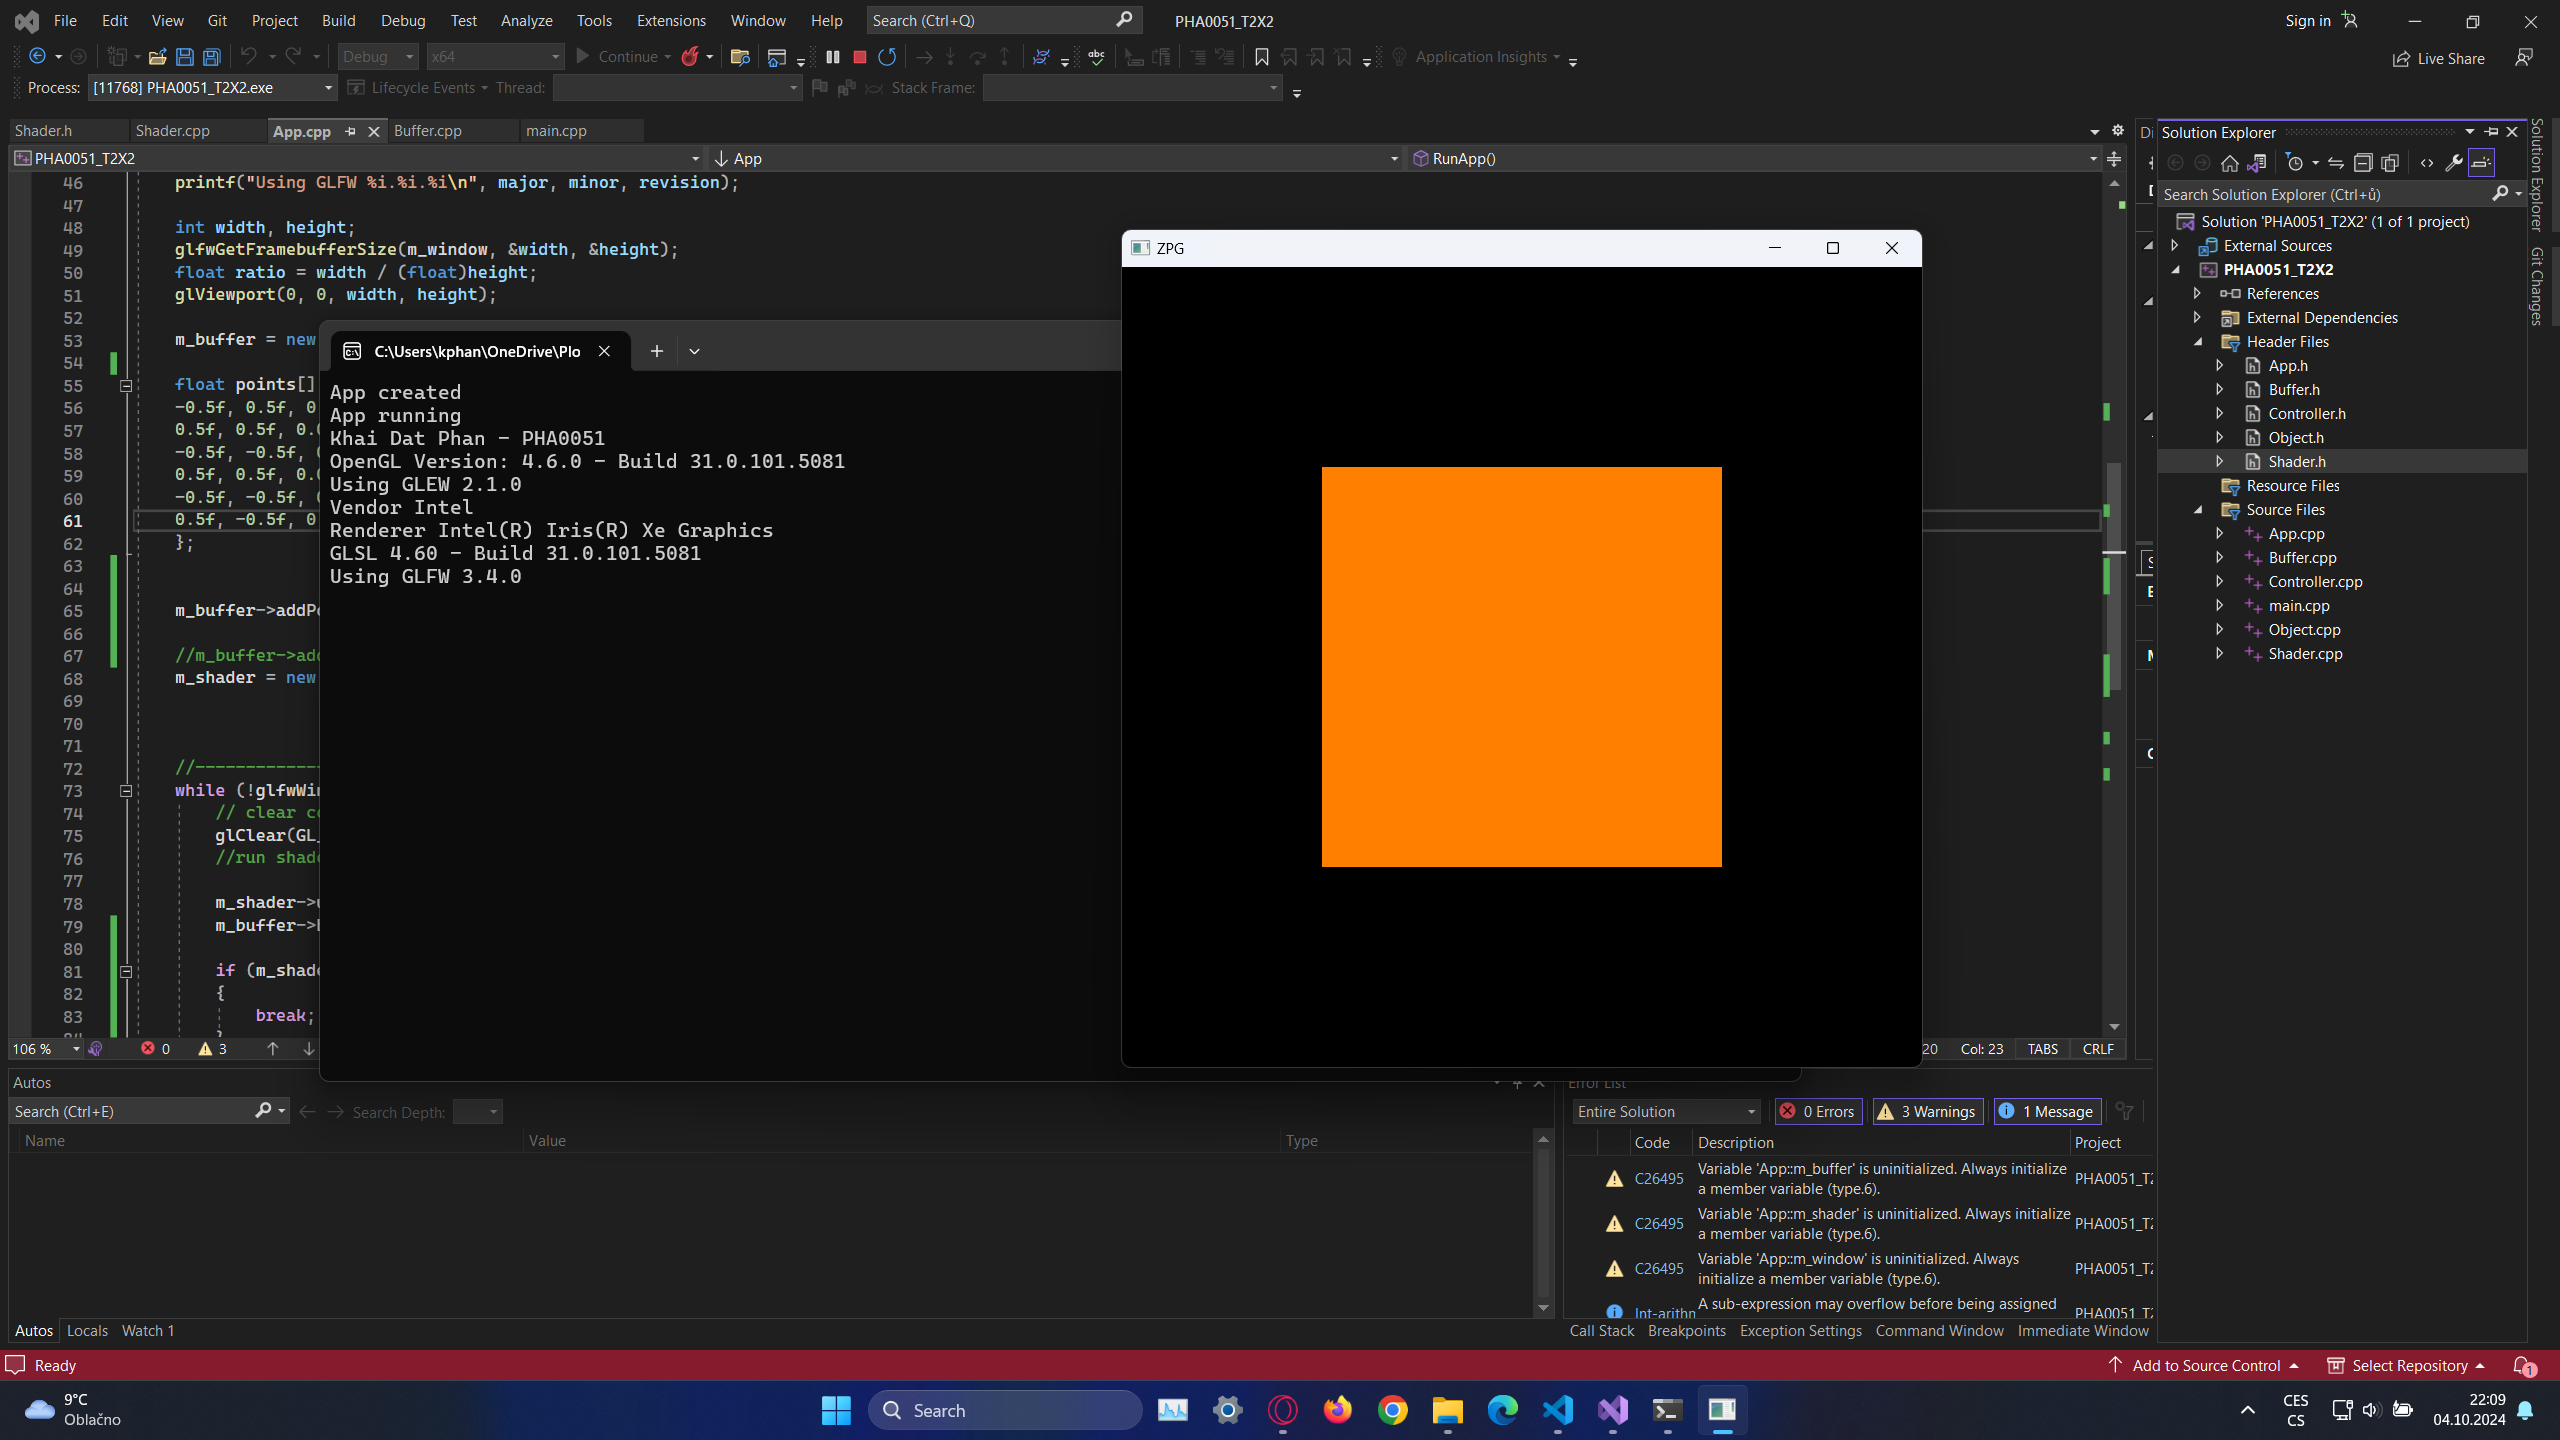 File Edit View Git Project Build Debug Test Analyze Tools Extensions Window Help Search (Ctrl+Q) PHA0051_T2X2 Sign in
Debug x64 Continue Application Insights Live Share
Process: [11768] PHA0051_T2X2.exe Lifecycle Events Thread: Stack Frame:
Shader.h Shader.cpp App.cpp Buffer.cpp main.cpp
PHA0051_T2X2 App RunApp()
46 printf("Using GLFW %i.%i.%i\n", major, minor, revision);
47
48 int width, height;
49 glfwGetFramebufferSize(m_window, &width, &height);
50 float ratio = width / (float)height;
51 glViewport(0, 0, width, height);
52
53 m_buffer = new
54
55 float points[]
56 -0.5f, 0.5f, 0
57 0.5f, 0.5f, 0.0
58 -0.5f, -0.5f,
59 0.5f, 0.5f, 0.0
60 -0.5f, -0.5f,
61 0.5f, -0.5f, 0
62 };
63
64
65 m_buffer->addP
66
67 //m_buffer->add
68 m_shader = new
69
70
71
72 //-------------
73 while (!glfwWin
74 // clear co
75 glClear(GL_
76 //run shade
77
78 m_shader->u
79 m_buffer->
80
81 if (m_shade
82 {
83 break;
106 % 0 3
20 Col: 23 TABS CRLF
C:\Users\kphan\OneDrive\Plo
App created
App running
Khai Dat Phan - PHA0051
OpenGL Version: 4.6.0 - Build 31.0.101.5081
Using GLEW 2.1.0
Vendor Intel
Renderer Intel(R) Iris(R) Xe Graphics
GLSL 4.60 - Build 31.0.101.5081
Using GLFW 3.4.0
ZPG
Solution Explorer
Search Solution Explorer (Ctrl+ů)
Solution 'PHA0051_T2X2' (1 of 1 project)
External Sources
PHA0051_T2X2
References
External Dependencies
Header Files
App.h
Buffer.h
Controller.h
Object.h
Shader.h
Resource Files
Source Files
App.cpp
Buffer.cpp
Controller.cpp
main.cpp
Object.cpp
Shader.cpp
Solution Explorer
Git Changes
Autos
Search (Ctrl+E) Search Depth:
Name Value Type
Autos Locals Watch 1
Error List
Entire Solution 0 Errors 3 Warnings 1 Message
Code Description Project
C26495 Variable 'App::m_buffer' is uninitialized. Always initialize a member variable (type.6). PHA0051_T2
C26495 Variable 'App::m_shader' is uninitialized. Always initialize a member variable (type.6). PHA0051_T2
C26495 Variable 'App::m_window' is uninitialized. Always initialize a member variable (type.6). PHA0051_T2
Int-arithn A sub-expression may overflow before being assigned PHA0051_T2
Call Stack Breakpoints Exception Settings Command Window Immediate Window
Ready Add to Source Control Select Repository 1
9°C
Oblačno
Search
CES
CS
22:09
04.10.2024